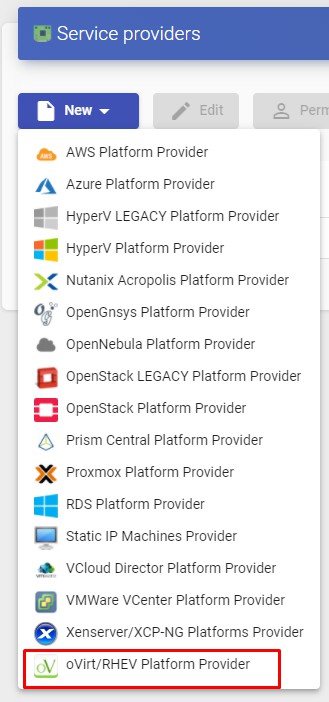 Service providers
New
Edit
Perm
AWS Platform Provider
Azure Platform Provider
HyperV LEGACY Platform Provider
HyperV Platform Provider
Nutanix Acropolis Platform Provider
OpenGnsys Platform Provider
OpenNebula Platform Provider
OpenStack LEGACY Platform Provider
OpenStack Platform Provider
Prism Central Platform Provider
Proxmox Platform Provider
RDS Platform Provider
Static IP Machines Provider
VCloud Director Platform Provider
VMWare VCenter Platform Provider
Xenserver/XCP-NG Platforms Provider
oVirt/RHEV Platform Provider